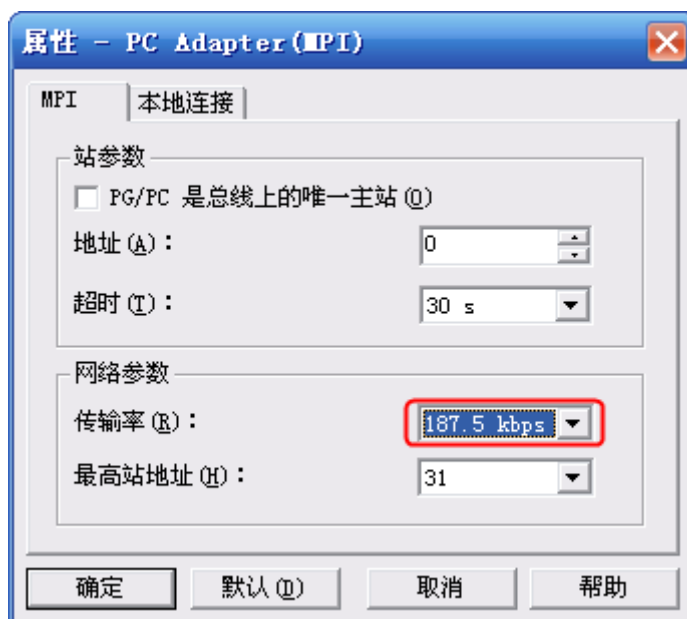 属性 - PC Adapter(MPI)
MPI
本地连接
站参数
PG/PC 是总线上的唯一主站(O)
地址(A):
0
超时(T):
30 s
网络参数
传输率(R):
187.5 kbps
最高站地址(H):
31
确定
默认(D)
取消
帮助